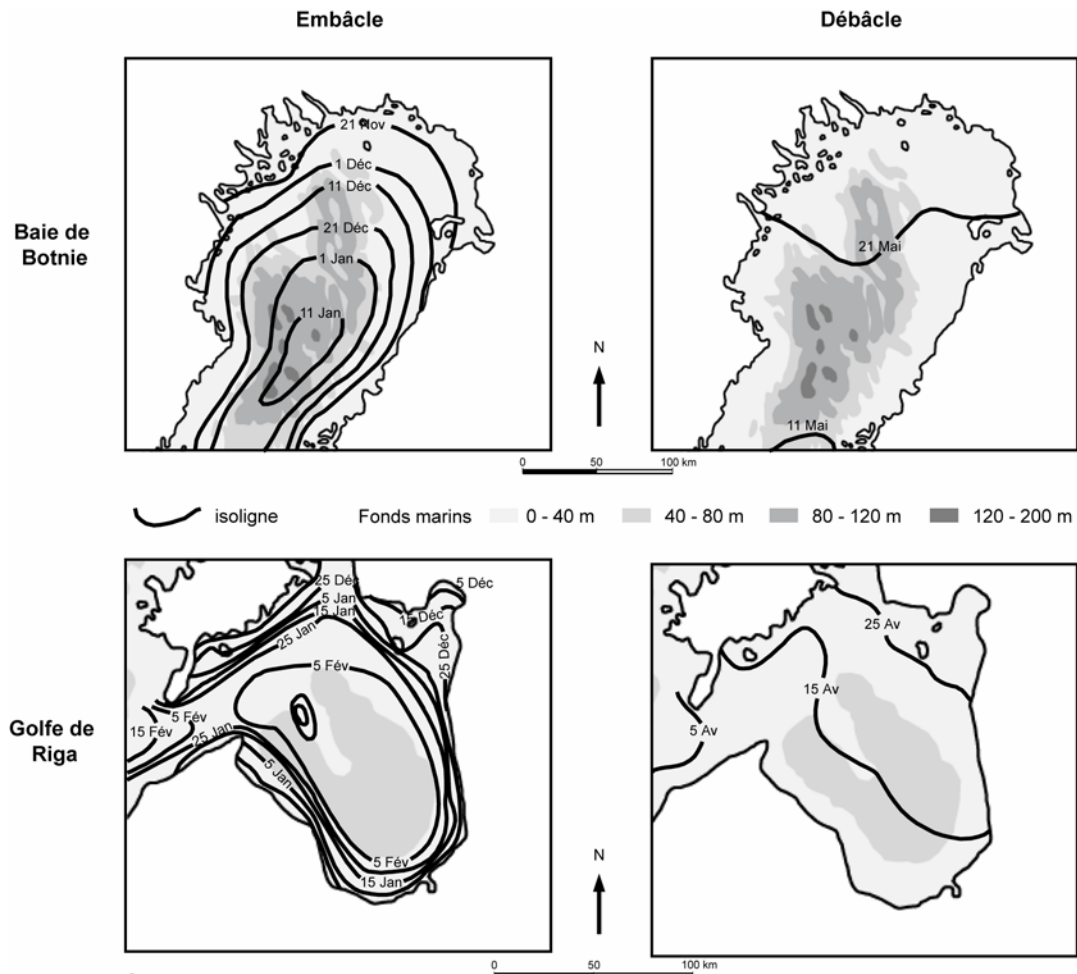 Embâcle
Débâcle
Baie de
Botnie
21 Nov
1 Déc
11 Déc
21 Déc
1 Jan
11 Jan
21 Mai
11 Mai
N
0 50 100 km
isoligne
Fonds marins 0 - 40 m 40 - 80 m 80 - 120 m 120 - 200 m
Golfe de
Riga
25 Déc
5 Jan
15 Jan
25 Jan
5 Déc
15 Déc
25 Déc
5 Fév
5 Fév
15 Fév
25 Jan
5 Jan
5 Fév
15 Jan
25 Av
15 Av
5 Av
N
0 50 100 km